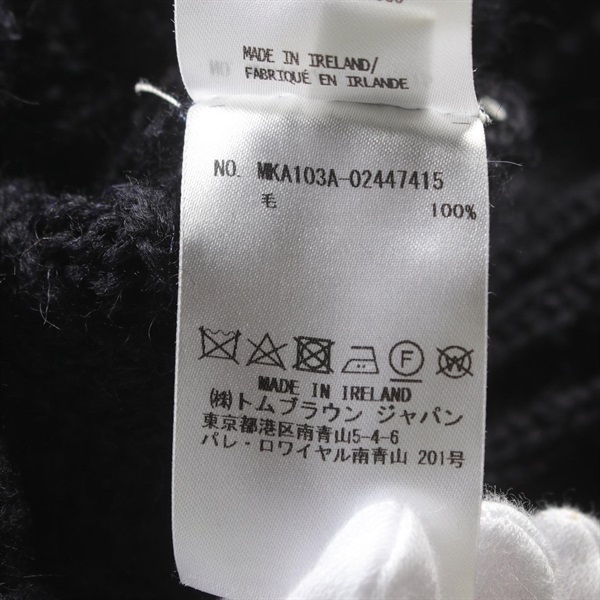 MADE IN IRELAND/
FABRIQUÉ EN IRLANDE
NO. MKA103A-02447415
毛 100%
F W
MADE IN IRELAND
㈱トムブラウン ジャパン
東京都港区南青山5-4-6
パレ・ロワイヤル南青山 201号